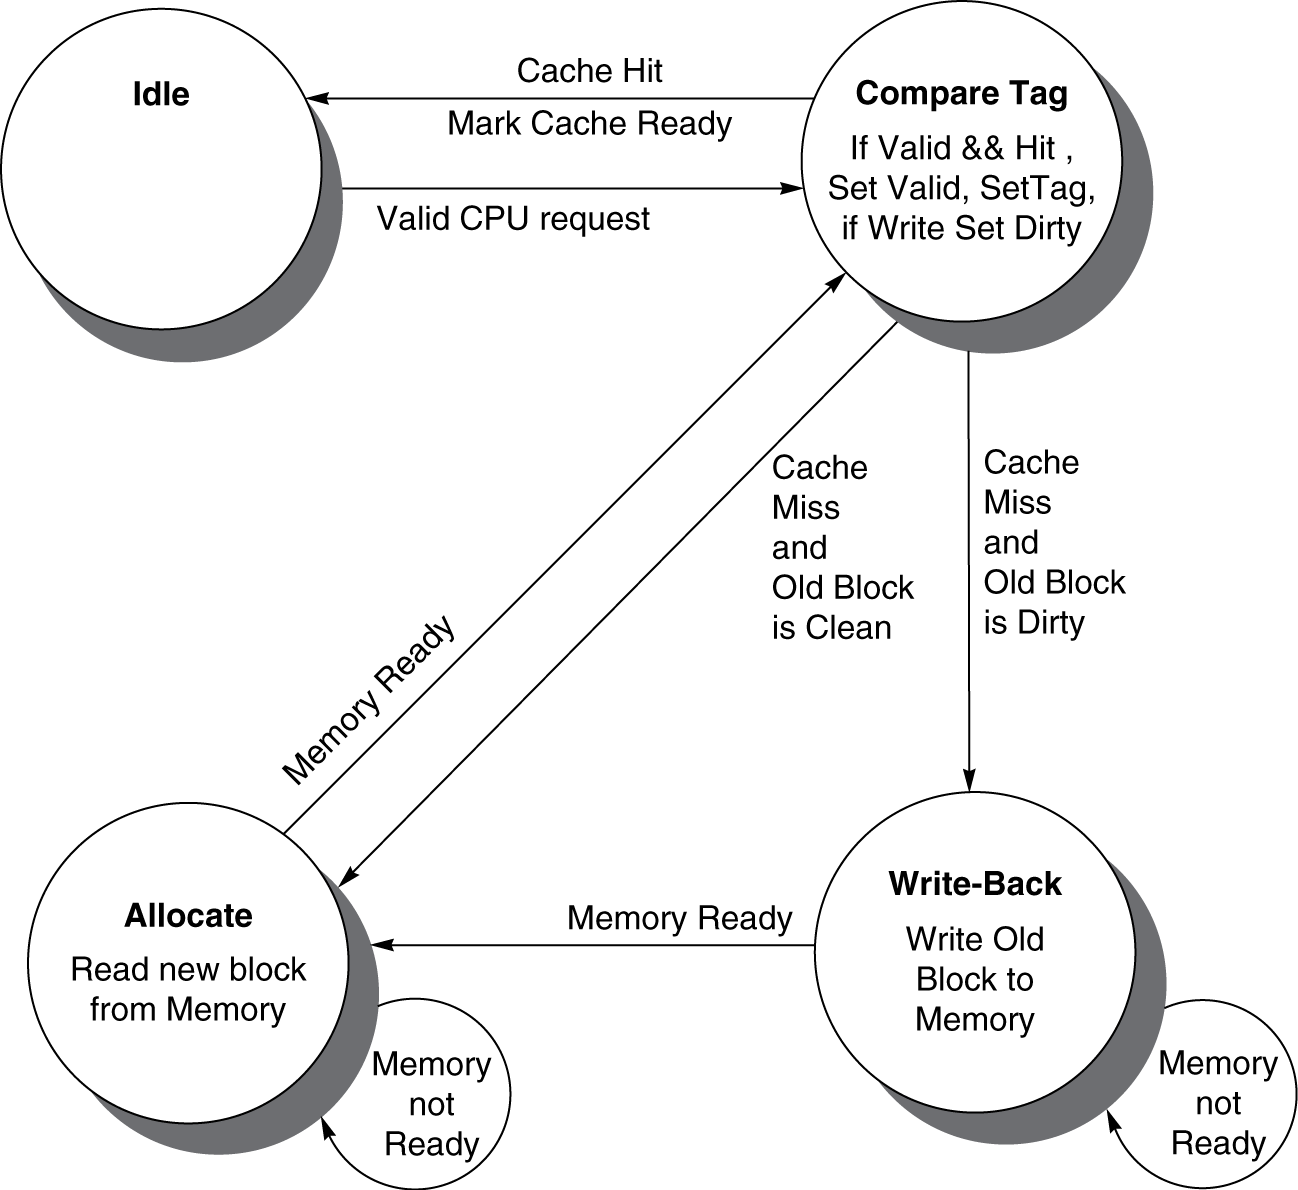 Idle
Cache Hit
Mark Cache Ready
Valid CPU request
Compare Tag
If Valid && Hit ,
Set Valid, SetTag,
if Write Set Dirty
Cache
Miss
and
Old Block
is Clean
Cache
Miss
and
Old Block
is Dirty
Memory Ready
Allocate
Read new block
from Memory
Memory
not
Ready
Memory Ready
Write-Back
Write Old
Block to
Memory
Memory
not
Ready